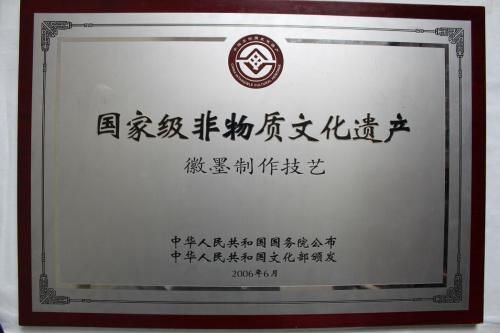 国家级非物质文化遗产
徽墨制作技艺
中华人民共和国国务院公布
中华人民共和国文化部颁发
2006年6月